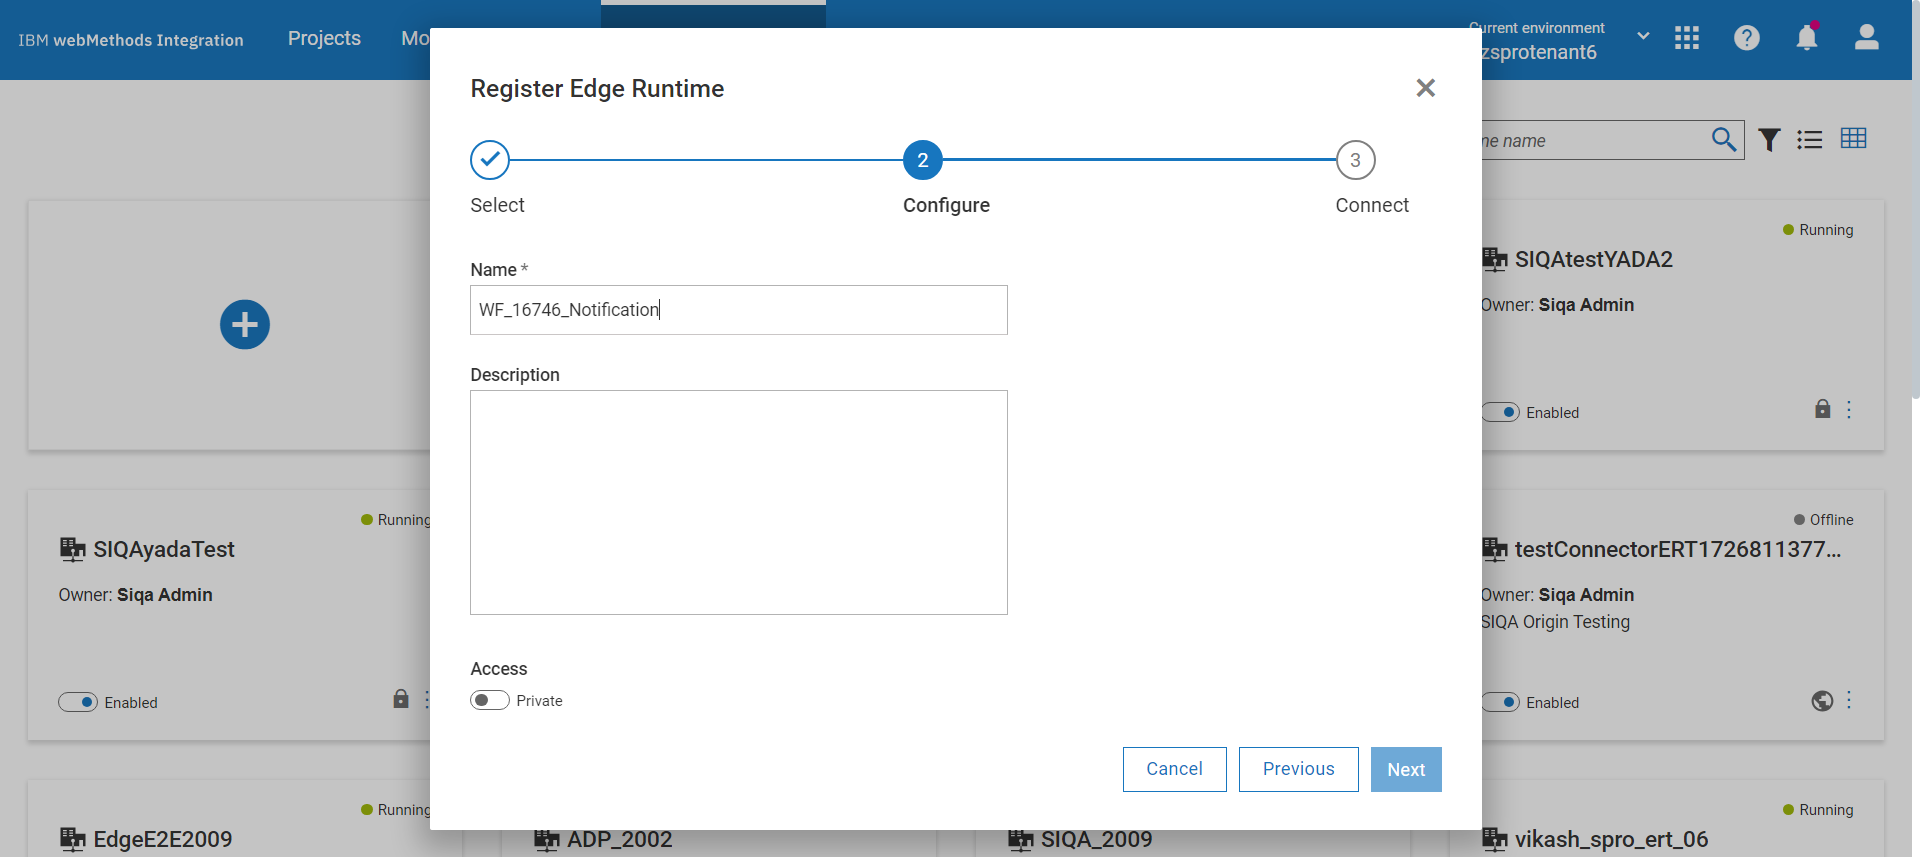 IBM webMethods Integration
Projects
Mo
Current environment
zsprotenant6
Register Edge Runtime
2
3
Select
Configure
Connect
me name
Name *
WF_16746_Notification
Description
Access
Private
Cancel
Previous
Next
Running
SIQAtestYADA2
Owner: Siqa Admin
Enabled
Running
SIQAyadaTest
Owner: Siqa Admin
Enabled
Offline
testConnectorERT1726811377...
Owner: Siqa Admin
SIQA Origin Testing
Enabled
Running
EdgeE2E2009
ADP_2002
SIQA_2009
Running
vikash_spro_ert_06